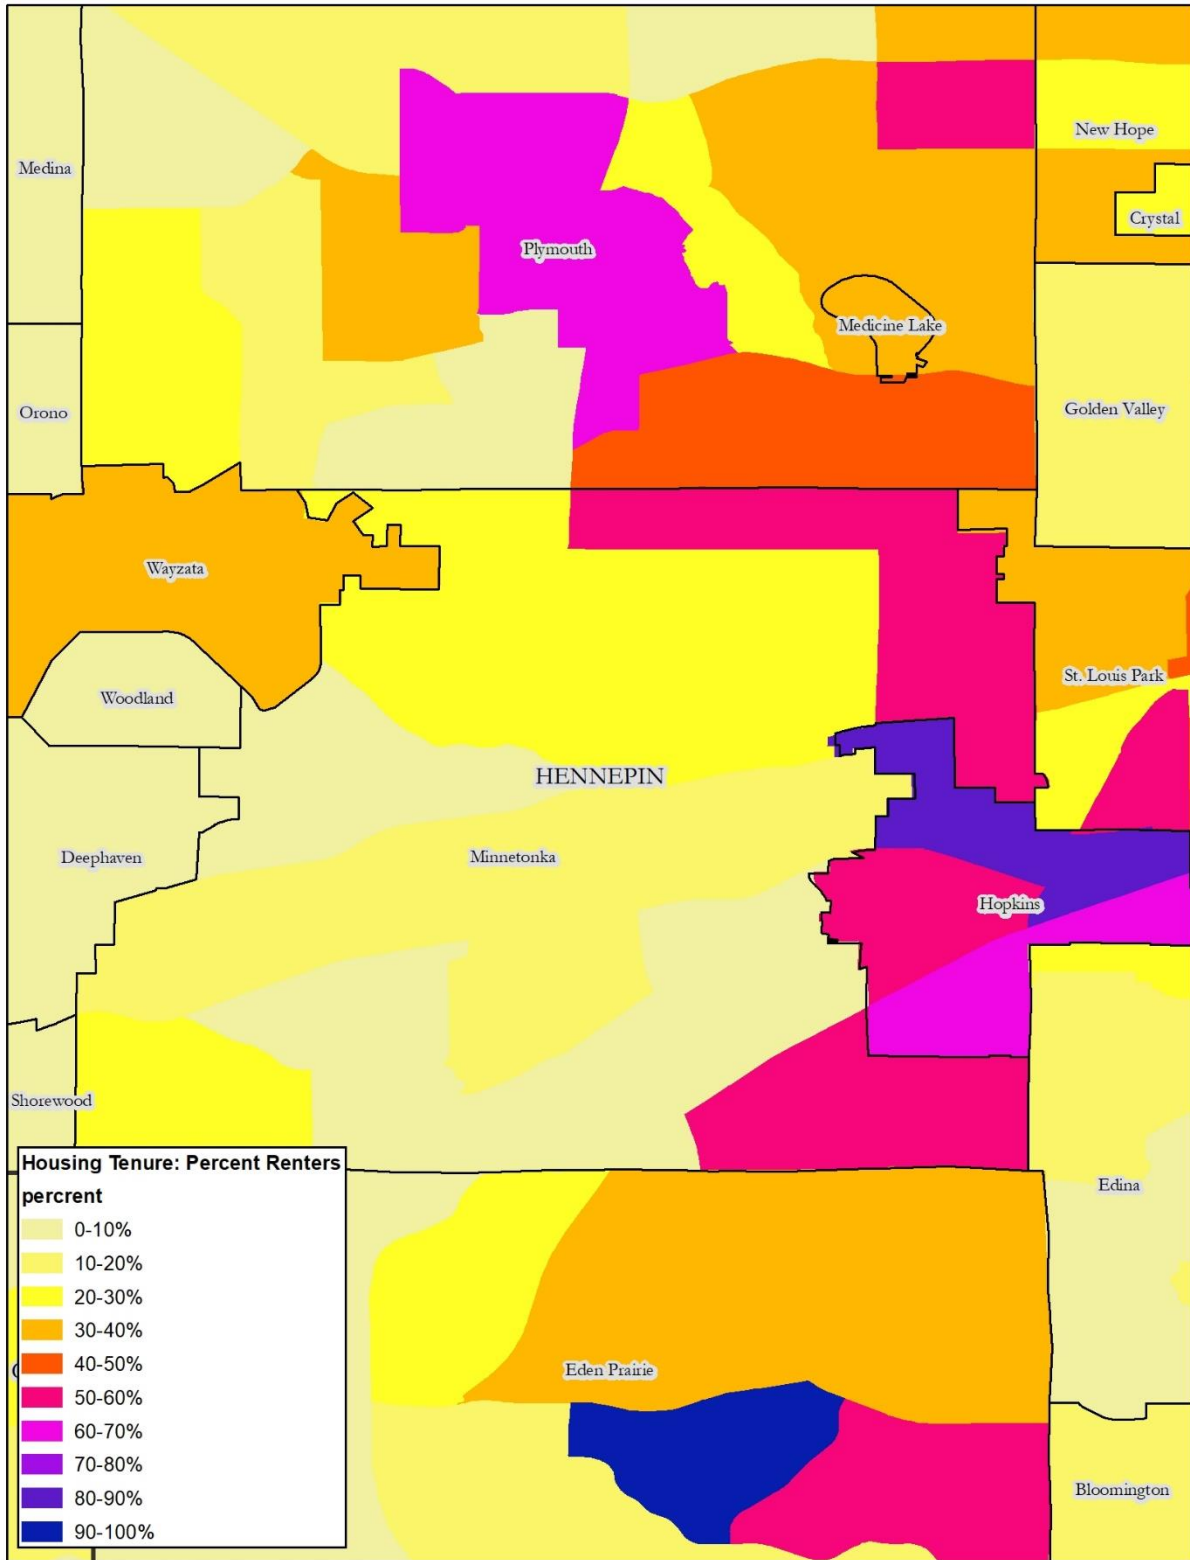 New Hope
Medina
Crystal
Plymouth
Medicine Lake
Orono
Golden Valley
Wayzata
St. Louis Park
Woodland
HENNEPIN
Deephaven
Minnetonka
Hopkins
Shorewood
Edina
Eden Prairie
Bloomington
Housing Tenure: Percent Renters
percrent
0-10%
10-20%
20-30%
30-40%
40-50%
50-60%
60-70%
70-80%
80-90%
90-100%